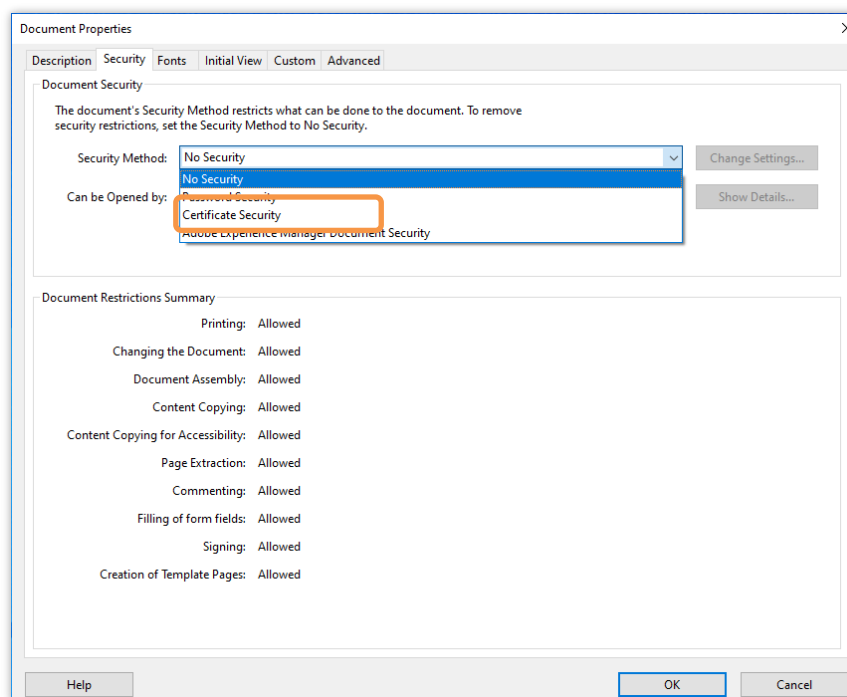 Document Properties
Description Security Fonts Initial View Custom Advanced
Document Security
The document's Security Method restricts what can be done to the document. To remove
security restrictions, set the Security Method to No Security.
Security Method: No Security Change Settings...
No Security
Can be Opened by: Password Security Show Details...
Certificate Security
Adobe Experience Manager Document Security
Document Restrictions Summary
Printing: Allowed
Changing the Document: Allowed
Document Assembly: Allowed
Content Copying: Allowed
Content Copying for Accessibility: Allowed
Page Extraction: Allowed
Commenting: Allowed
Filling of form fields: Allowed
Signing: Allowed
Creation of Template Pages: Allowed
Help OK Cancel